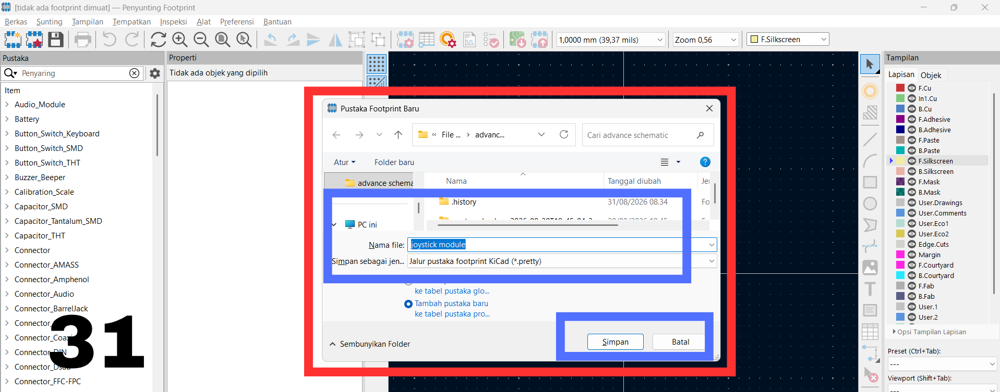 [tidak ada footprint dimuat] — Penyunting Footprint
Berkas Sunting Tampilan Tempatkan Inspeksi Alat Preferensi Bantuan
1,0000 mm (39,37 mils)
Zoom 0,56
F.Silkscreen
Pustaka
Penyaring
Item
Audio_Module
Battery
Button_Switch_Keyboard
Button_Switch_SMD
Button_Switch_THT
Buzzer_Beeper
Calibration_Scale
Capacitor_SMD
Capacitor_Tantalum_SMD
Capacitor_THT
Connector
Connector_AMASS
Connector_Amphenol
Connector_Audio
Connector_BarrelJack
Connector_
Connector_Coaxi
Connector_DIN
Connector_Dsub
Connector_FFC-FPC
31
Properti
Tidak ada objek yang dipilih
Pustaka Footprint Baru
« File ... › advanc...
Cari advance schematic
Atur
Folder baru
advance schema
PC ini
Nama
Tanggal diubah
Je
.history
31/08/2026 08.34
Fo
Nama file: joystick module
Simpan sebagai jen... Jalur pustaka footprint KiCad (*.pretty)
ke tabel pustaka glo...
Tambah pustaka baru
ke tabel pustaka pro...
Sembunyikan Folder
Simpan
Batal
Tampilan
Lapisan Objek
F.Cu
In1.Cu
B.Cu
F.Adhesive
B.Adhesive
F.Paste
B.Paste
F.Silkscreen
B.Silkscreen
F.Mask
B.Mask
User.Drawings
User.Comments
User.Eco1
User.Eco2
Edge.Cuts
Margin
F.Courtyard
B.Courtyard
F.Fab
B.Fab
User.1
User.2
Opsi Tampilan Lapisan
Preset (Ctrl+Tab):
---
Viewport (Shift+Tab):
---